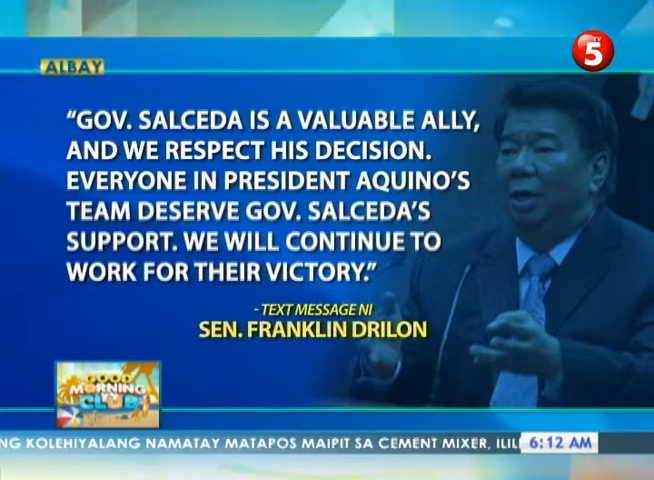 TV
5
ALBAY
"GOV. SALCEDA IS A VALUABLE ALLY,
AND WE RESPECT HIS DECISION.
EVERYONE IN PRESIDENT AQUINO'S
TEAM DESERVE GOV. SALCEDA'S
SUPPORT. WE WILL CONTINUE TO
WORK FOR THEIR VICTORY."
- TEXT MESSAGE NI
SEN. FRANKLIN DRILON
GOOD
MORNING
CLUB
NG KOLEHIYALANG NAMATAY MATAPOS MAIPIT SA CEMENT MIXER, ILIL
6:12 AM